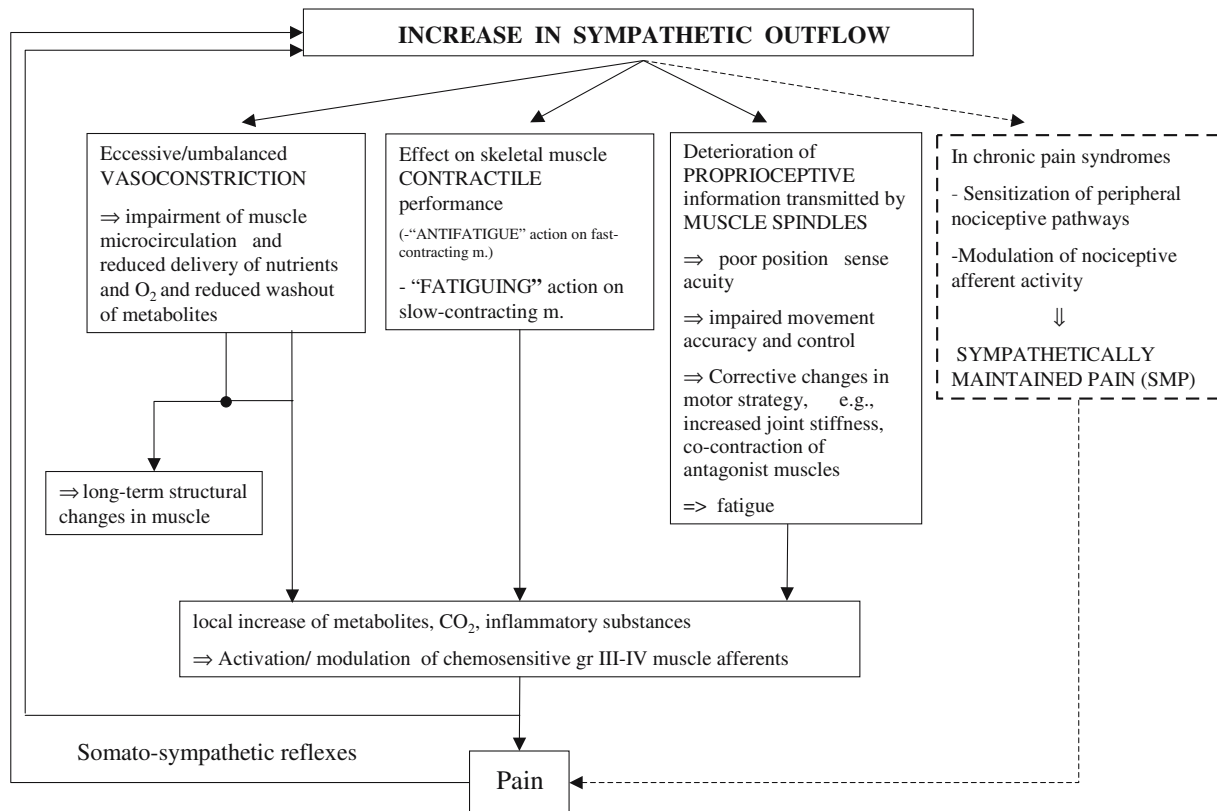 INCREASE IN SYMPATHETIC OUTFLOW
Eccessive/umbalanced
VASOCONSTRICTION
⇒ impairment of muscle
microcirculation and
reduced delivery of nutrients
and O₂ and reduced washout
of metabolites
⇒ long-term structural
changes in muscle
Effect on skeletal muscle
CONTRACTILE
performance
(-“ANTIFATIGUE” action on fast-
contracting m.)
- “FATIGUING” action on
slow-contracting m.
Deterioration of
PROPRIOCEPTIVE
information transmitted by
MUSCLE SPINDLES
⇒ poor position sense
acuity
⇒ impaired movement
accuracy and control
⇒ Corrective changes in
motor strategy, e.g.,
increased joint stiffness,
co-contraction of
antagonist muscles
=> fatigue
In chronic pain syndromes
- Sensitization of peripheral
nociceptive pathways
-Modulation of nociceptive
afferent activity
⇓
SYMPATHETICALLY
MAINTAINED PAIN (SMP)
local increase of metabolites, CO₂, inflammatory substances
⇒ Activation/ modulation of chemosensitive gr III-IV muscle afferents
Somato-sympathetic reflexes
Pain